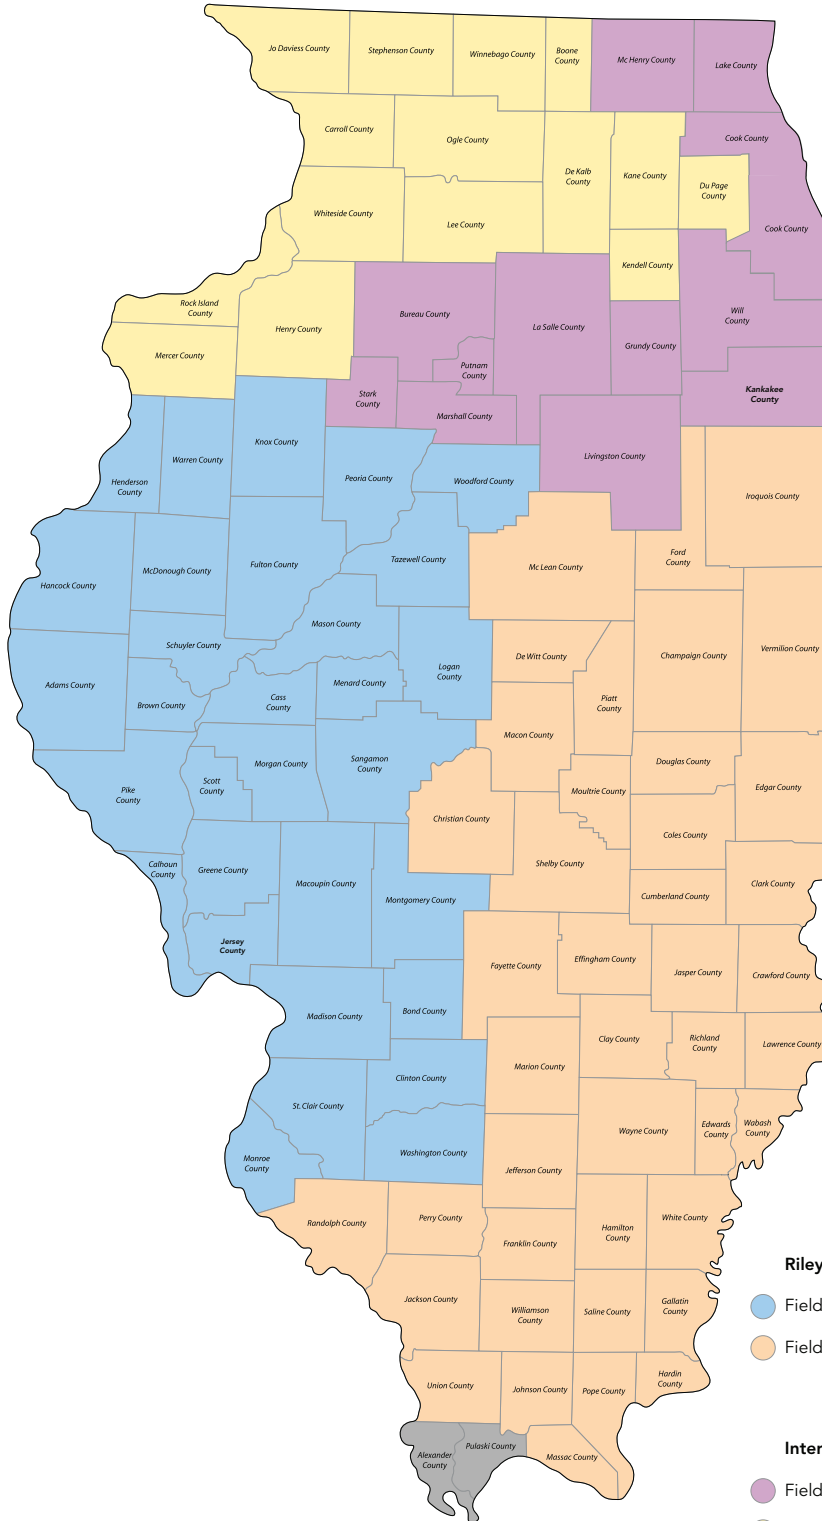 Jo Daviess County
Stephenson County
Winnebago County
Boone
County
Mc Henry County
Lake County
Carroll County
Ogle County
De Kalb
County
Kane County
Cook County
Du Page
County
Cook County
Whiteside County
Lee County
Kendell County
Rock Island
County
Henry County
Bureau County
La Salle County
Will
County
Grundy County
Mercer County
Putnam
County
Stark
County
Marshall County
Kankakee
County
Knox County
Warren County
Henderson
County
Peoria County
Woodford County
Livingston County
Iroquois County
Ford
County
Mc Lean County
Tazewell County
Fulton County
McDonough County
Hancock County
Mason County
Schuyler County
Logan
County
De Witt County
Champaign County
Vermilion County
Adams County
Brown County
Cass
County
Menard County
Piatt
County
Macon County
Sangamon
County
Morgan County
Scott
County
Pike
County
Douglas County
Moultrie County
Edgar County
Christian County
Coles County
Shelby County
Calhoun
County
Greene County
Macoupin County
Montgomery County
Cumberland County
Clark County
Jersey
County
Fayette County
Effingham County
Jasper County
Crawford County
Madison County
Bond County
Clay County
Richland
County
Lawrence County
Marion County
Clinton County
St. Clair County
Wayne County
Edwards
County
Wabash
County
Monroe
County
Washington County
Jefferson County
Randolph County
Perry County
Franklin County
Hamilton
County
White County
Jackson County
Williamson
County
Saline County
Gallatin
County
Union County
Johnson County
Pope County
Hardin
County
Alexander
County
Pulaski County
Massac County
Riley
Field
Field
Inter
Field